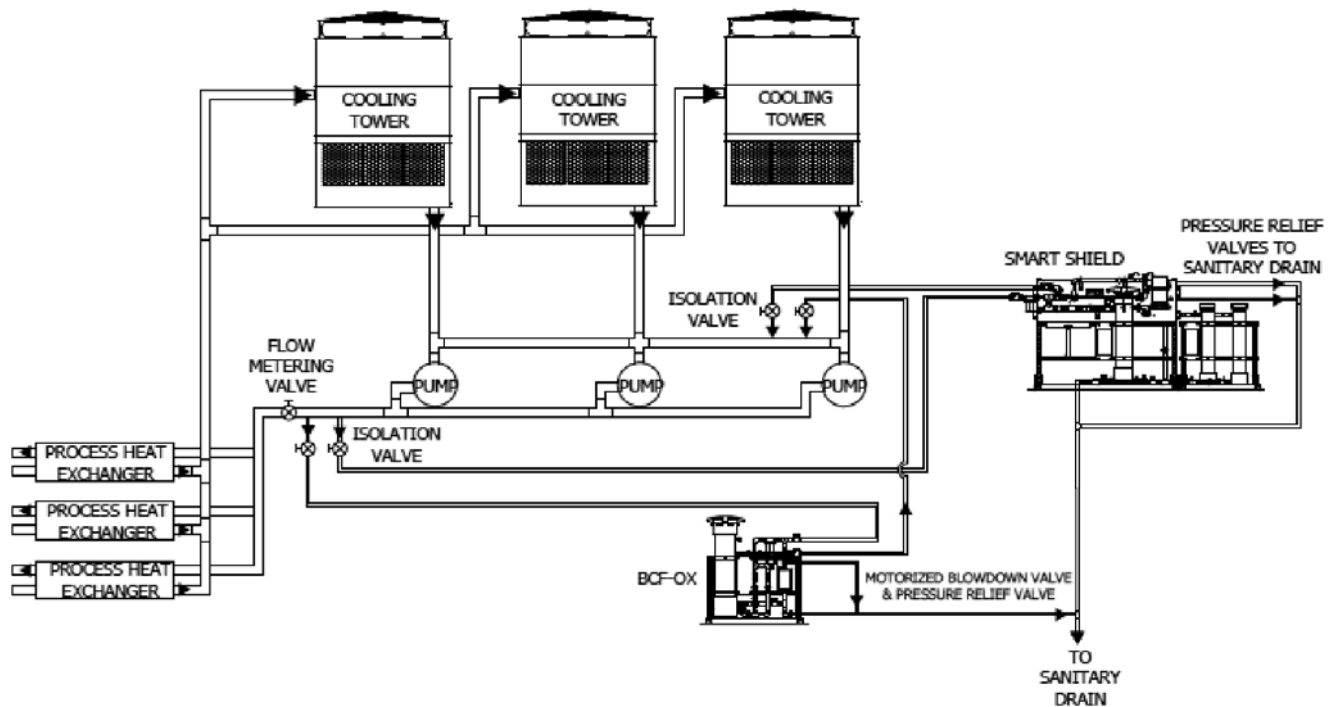 COOLING
TOWER
COOLING
TOWER
COOLING
TOWER
PRESSURE RELIEF
VALVES TO
SANITARY DRAIN
SMART SHIELD
ISOLATION
VALVE
FLOW
METERING
VALVE
PUMP
PUMP
PUMP
ISOLATION
VALVE
PROCESS HEAT
EXCHANGER
PROCESS HEAT
EXCHANGER
PROCESS HEAT
EXCHANGER
BCF-OX
MOTORIZED BLOWDOWN VALVE
& PRESSURE RELIEF VALVE
TO
SANITARY
DRAIN